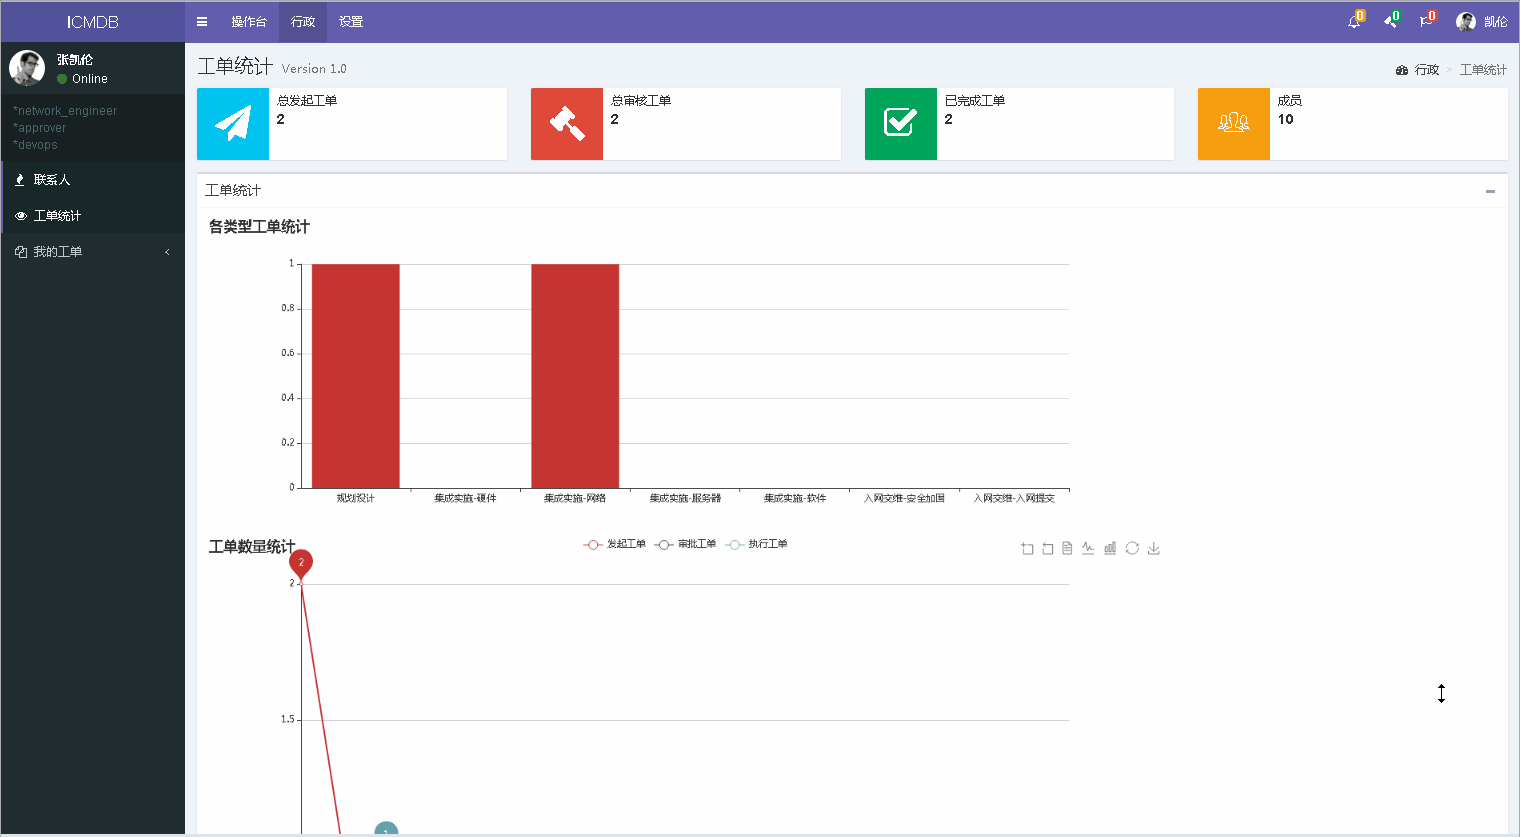 ICMDB
操作台 行政 设置
0 0 0 凯伦
张凯伦
Online
*network_engineer
*approver
*devops
联系人
工单统计
我的工单
工单统计 Version 1.0
行政 > 工单统计
总发起工单
2
总审核工单
2
已完成工单
2
成员
10
工单统计
各类型工单统计
1
0.8
0.6
0.4
0.2
0
规划设计 集成实施-硬件 集成实施-网络 集成实施-服务器 集成实施-软件 入网交维-安全加固 入网交维-入网提交
工单数量统计
发起工单 审批工单 执行工单
2
2
1.5
1